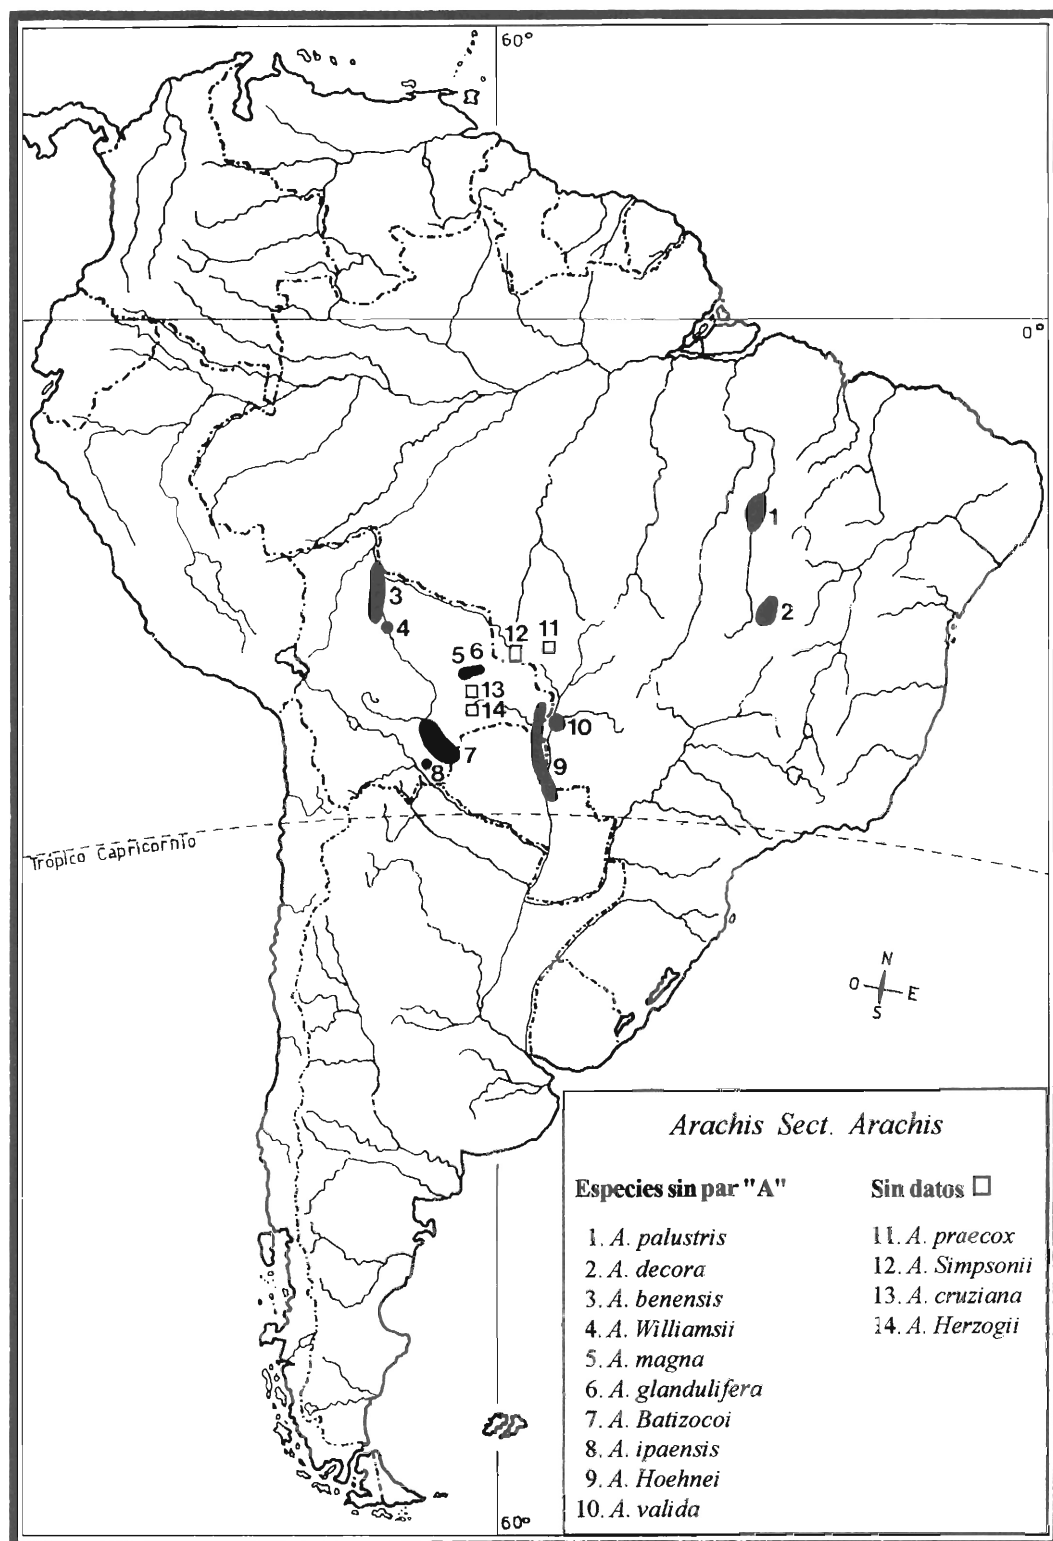 60°
0°
1
2
3
4
12
11
5
6
13
14
10
7
9
8
Trópico Capricornio
N
O
E
S
Arachis Sect. Arachis
Especies sin par "A"
1. A. palustris
2. A. decora
3. A. benensis
4. A. Williamsii
5. A. magna
6. A. glandulifera
7. A. Batizocoi
8. A. ipaensis
9. A. Hoehnei
10. A. valida
Sin datos
11. A. praecox
12. A. Simpsonii
13. A. cruziana
14. A. Herzogii
60°